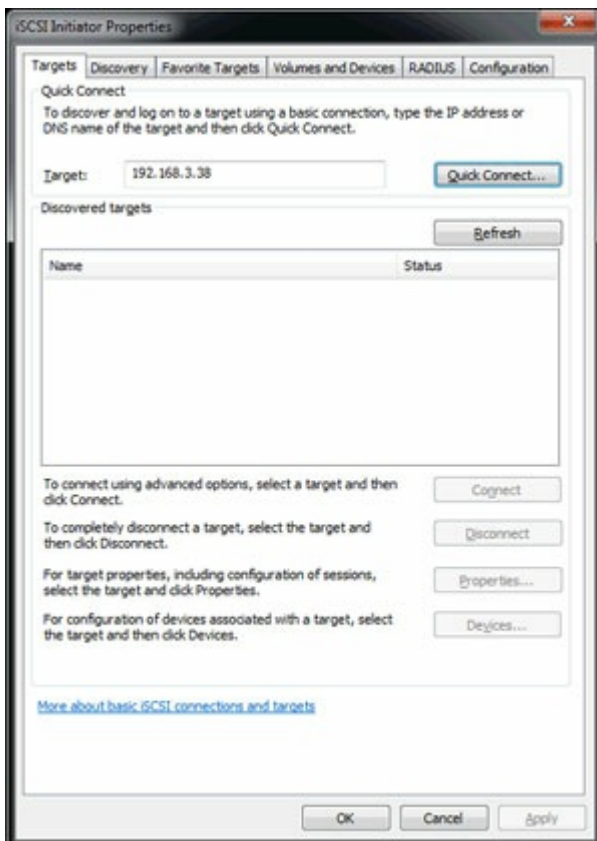 iSCSI Initiator Properties
Targets Discovery Favorite Targets Volumes and Devices RADIUS Configuration
Quick Connect
To discover and log on to a target using a basic connection, type the IP address or
DNS name of the target and then click Quick Connect.
Target: 192.168.3.38 Quick Connect...
Discovered targets
Refresh
Name Status
To connect using advanced options, select a target and then
click Connect.
Connect
To completely disconnect a target, select the target and
then click Disconnect.
Disconnect
For target properties, including configuration of sessions,
select the target and click Properties.
Properties...
For configuration of devices associated with a target, select
the target and then click Devices.
Devices...
More about basic iSCSI connections and targets
OK Cancel Apply